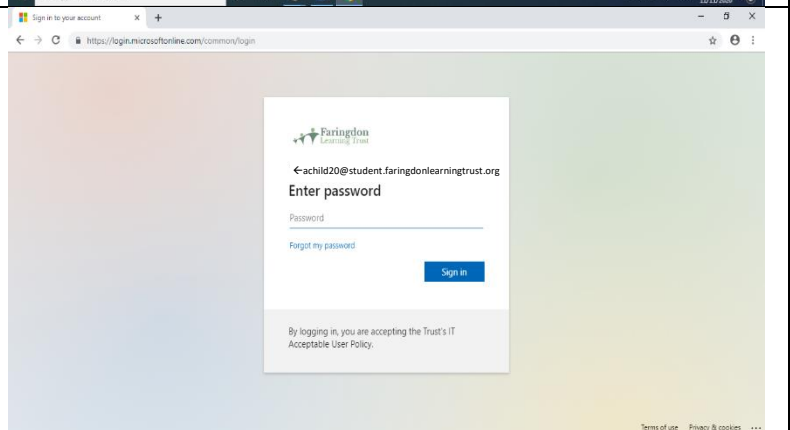 Sign in to your account
https://login.microsoftonline.com/common/login
Faringdon
Learning Trust
←achild20@student.faringdonlearningtrust.org
Enter password
Password
Forgot my password
Sign in
By logging in, you are accepting the Trust's IT
Acceptable User Policy.
Terms of use Privacy & cookies ...